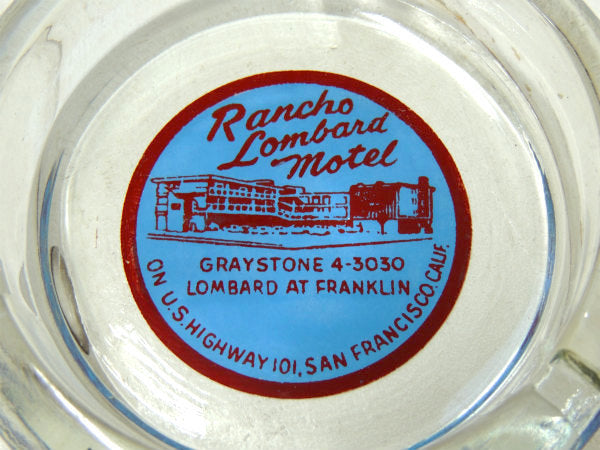 Rancho
Lombard
Motel
GRAYSTONE 4-3030
LOMBARD AT FRANKLIN
ON U.S. HIGHWAY 101, SAN FRANCISCO. CALIF.